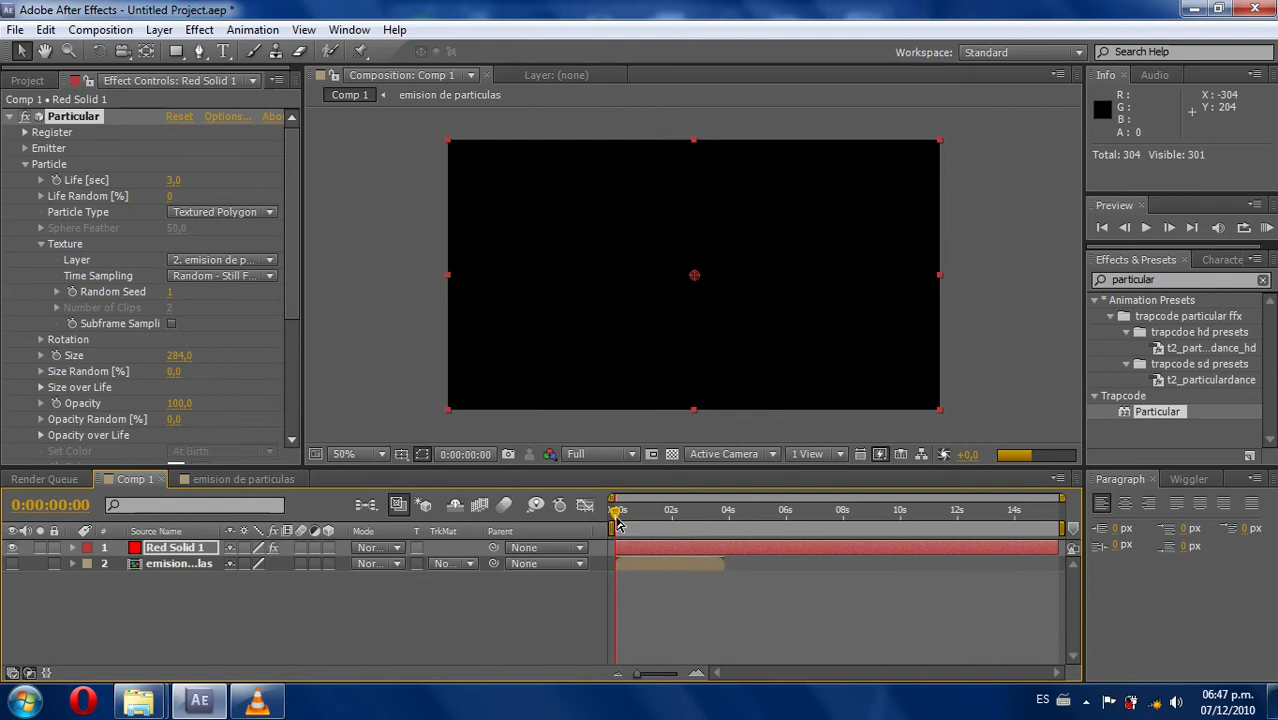 Adobe After Effects - Untitled Project.aep *
File Edit Composition Layer Effect Animation View Window Help
Workspace: Standard Search Help
Project Effect Controls: Red Solid 1 Composition: Comp 1 Layer: (none) Info Audio
Comp 1 • Red Solid 1 Comp 1 emision de particulas
Particular Reset Options... Abo
Register
Emitter
Particle
Life [sec] 3,0
Life Random [%] 0
Particle Type Textured Polygon
Sphere Feather 50,0
Texture
Layer 2. emision de p...
Time Sampling Random - Still F...
Random Seed 1
Number of Clips 2
Subframe Sampli
Rotation
Size 284,0
Size Random [%] 0,0
Size over Life
Opacity 100,0
Opacity Random [%] 0,0
Opacity over Life
Set Color At Birth
R : X : -304
G : Y : 204
B :
A : 0
Total: 304 Visible: 301
Preview
Effects & Presets Characte
particular
* Animation Presets
trapcode particular ffx
trapcdoe hd presets
t2_part...dance_hd
trapcode sd presets
t2_particulardance
Trapcode
Particular
50% 0:00:00:00 Full Active Camera 1 View +0,0
Render Queue Comp 1 emision de particulas
0:00:00:00 02s 04s 06s 08s 10s 12s 14s
# Source Name Mode T TrkMat Parent
1 Red Solid 1 Nor... None
2 emision...las Nor... No... None
Paragraph Wiggler
0 px 0 px
0 px 0 px
ES 06:47 p.m.
07/12/2010